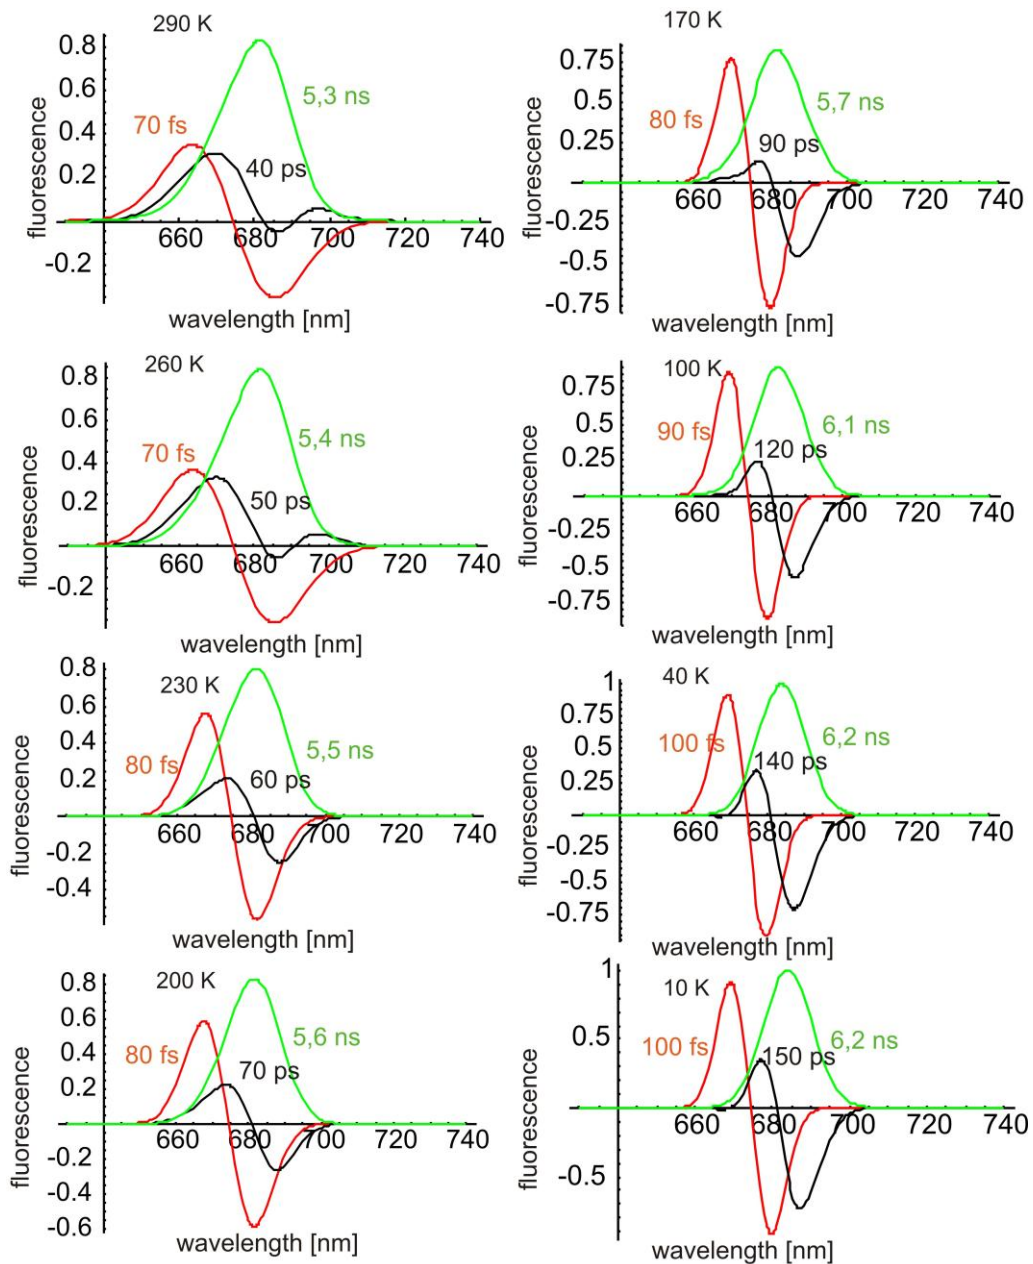 290 K
0.8
0.6
0.4
0.2
-0.2
fluorescence
70 fs
40 ps
5,3 ns
660 680 700 720 740
wavelength [nm]
170 K
0.75
0.5
0.25
-0.25
-0.5
-0.75
fluorescence
80 fs
90 ps
5,7 ns
660 680 700 720 740
wavelength [nm]
260 K
0.8
0.6
0.4
0.2
-0.2
fluorescence
70 fs
50 ps
5,4 ns
660 680 700 720 740
wavelength [nm]
100 K
0.75
0.5
0.25
-0.25
-0.5
-0.75
fluorescence
90 fs
120 ps
6,1 ns
660 680 700 720 740
wavelength [nm]
230 K
0.8
0.6
0.4
0.2
-0.2
-0.4
fluorescence
80 fs
60 ps
5,5 ns
660 680 700 720 740
wavelength [nm]
40 K
1
0.75
0.5
0.25
-0.25
-0.5
-0.75
fluorescence
100 fs
140 ps
6,2 ns
660 680 700 720 740
wavelength [nm]
200 K
0.8
0.6
0.4
0.2
-0.2
-0.4
-0.6
fluorescence
80 fs
70 ps
5,6 ns
660 680 700 720 740
wavelength [nm]
10 K
1
0.5
-0.5
fluorescence
100 fs
150 ps
6,2 ns
660 680 700 720 740
wavelength [nm]